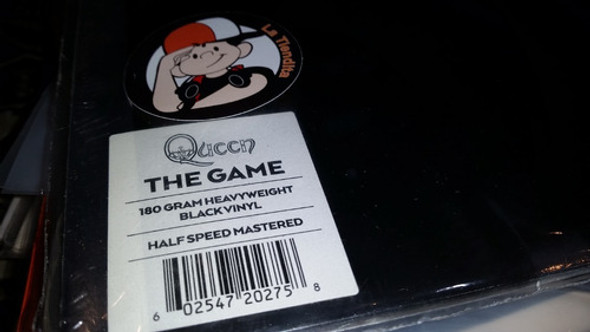 La Tiendita
Queen
THE GAME
180 GRAM HEAVYWEIGHT
BLACK VINYL
HALF SPEED MASTERED
6 02547 20275 8